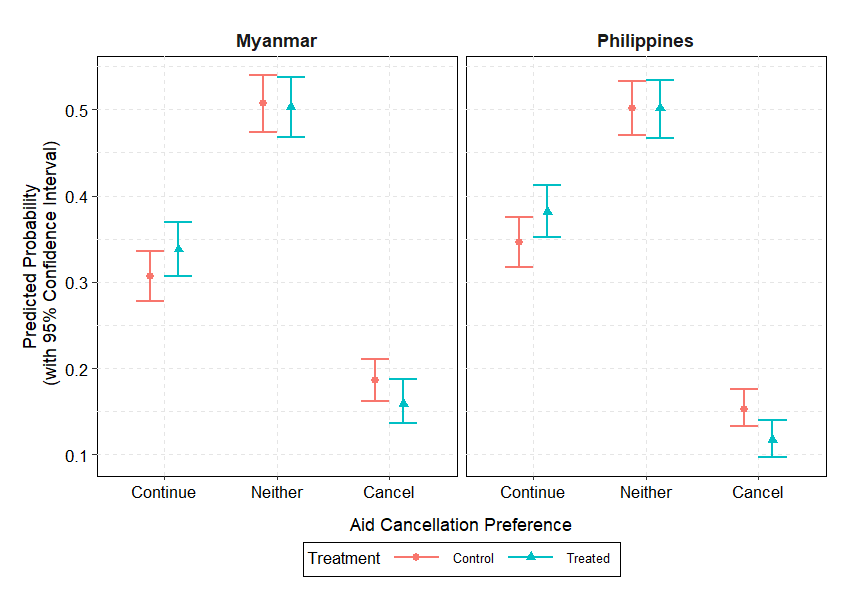 Myanmar Philippines
Predicted Probability
(with 95% Confidence Interval)
0.5
0.4
0.3
0.2
0.1
Continue Neither Cancel Continue Neither Cancel
Aid Cancellation Preference
Treatment Control Treated